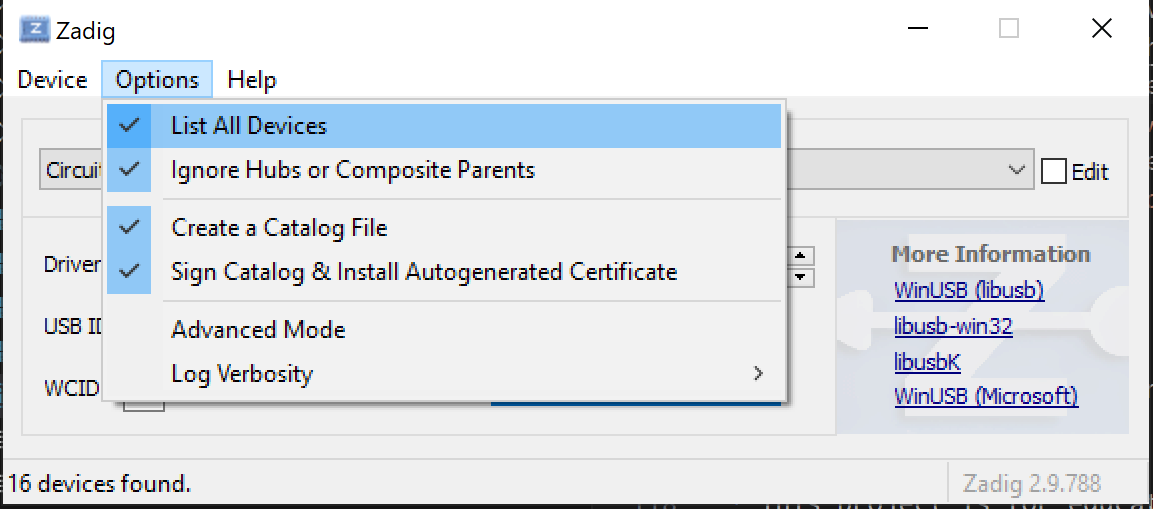 Zadig
Device Options Help
List All Devices
Ignore Hubs or Composite Parents
Edit
Create a Catalog File
Sign Catalog & Install Autogenerated Certificate
Advanced Mode
Log Verbosity
Driver
USB
WCID
More Information
WinUSB (libusb)
libusb-win32
libusbK
WinUSB (Microsoft)
16 devices found.
Zadig 2.9.788